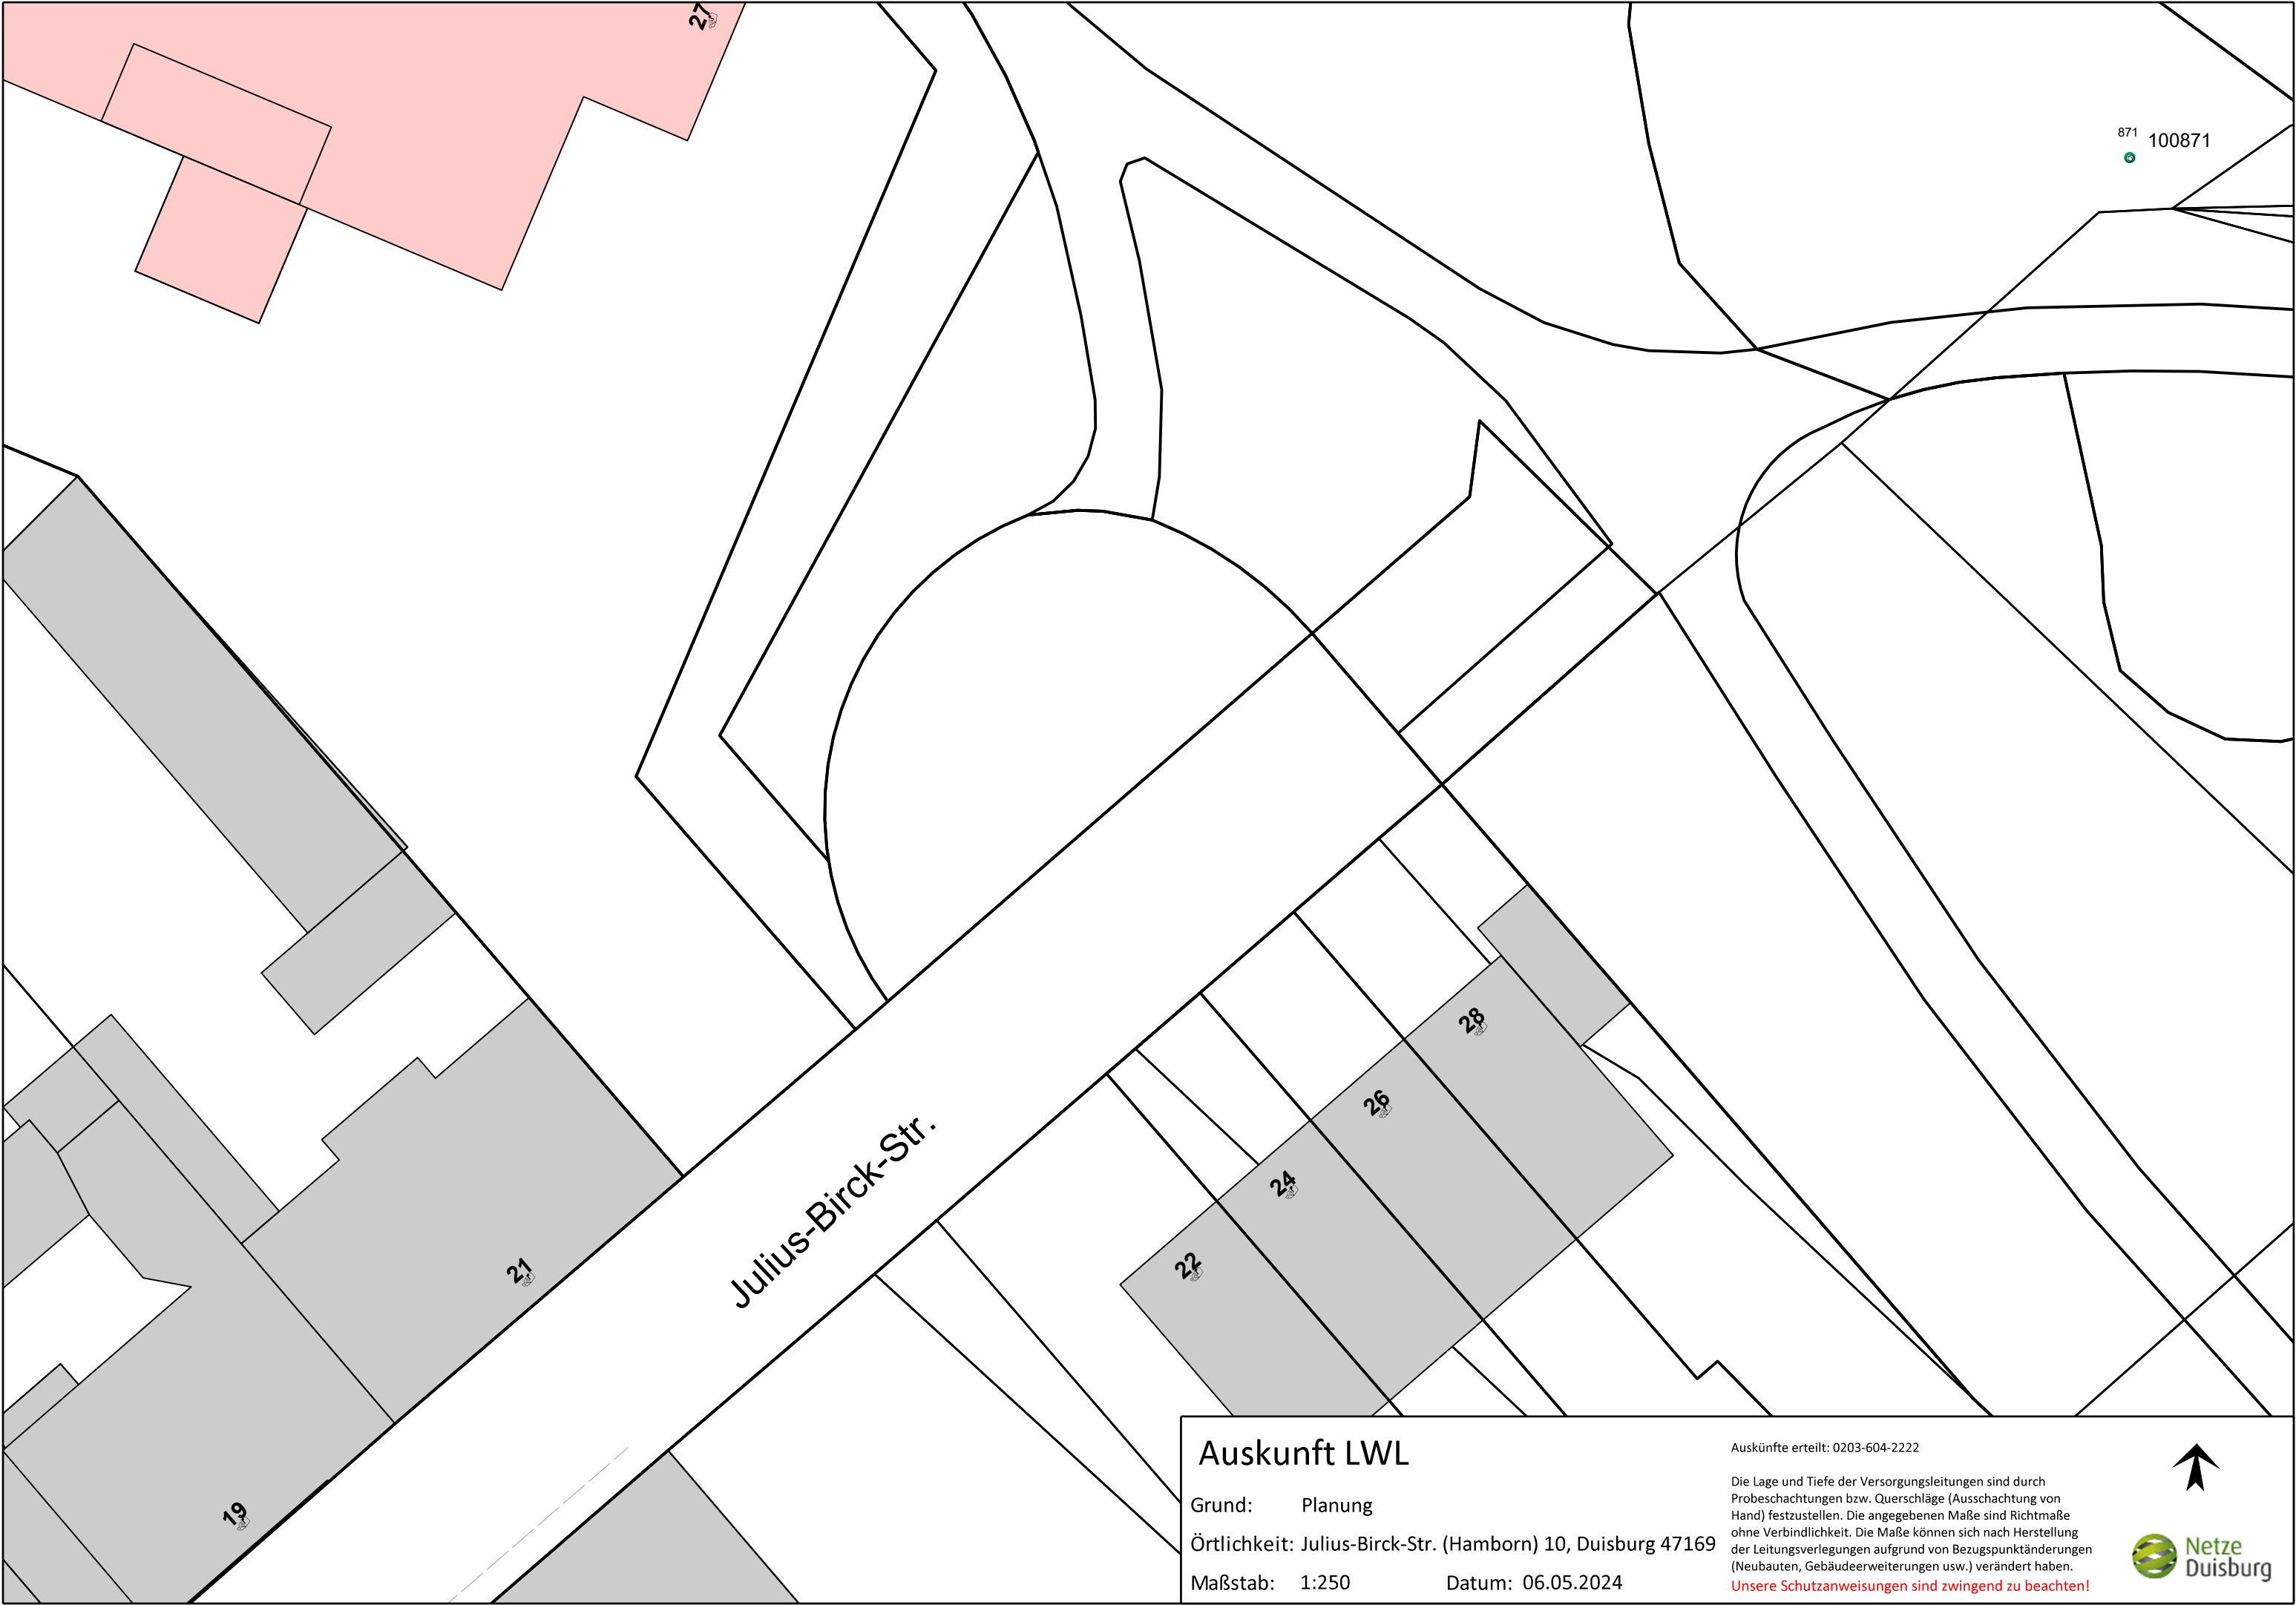 27
871
100871
28
26
24
22
21
19
Julius-Birck-Str.
Auskunft LWL
Grund: Planung
Örtlichkeit: Julius-Birck-Str. (Hamborn) 10, Duisburg 47169
Maßstab: 1:250 Datum: 06.05.2024
Auskünfte erteilt: 0203-604-2222
Die Lage und Tiefe der Versorgungsleitungen sind durch
Probeschachtungen bzw. Querschläge (Ausschachtung von
Hand) festzustellen. Die angegebenen Maße sind Richtmaße
ohne Verbindlichkeit. Die Maße können sich nach Herstellung
der Leitungsverlegungen aufgrund von Bezugspunktänderungen
(Neubauten, Gebäudeerweiterungen usw.) verändert haben.
Unsere Schutzanweisungen sind zwingend zu beachten!
Netze
Duisburg